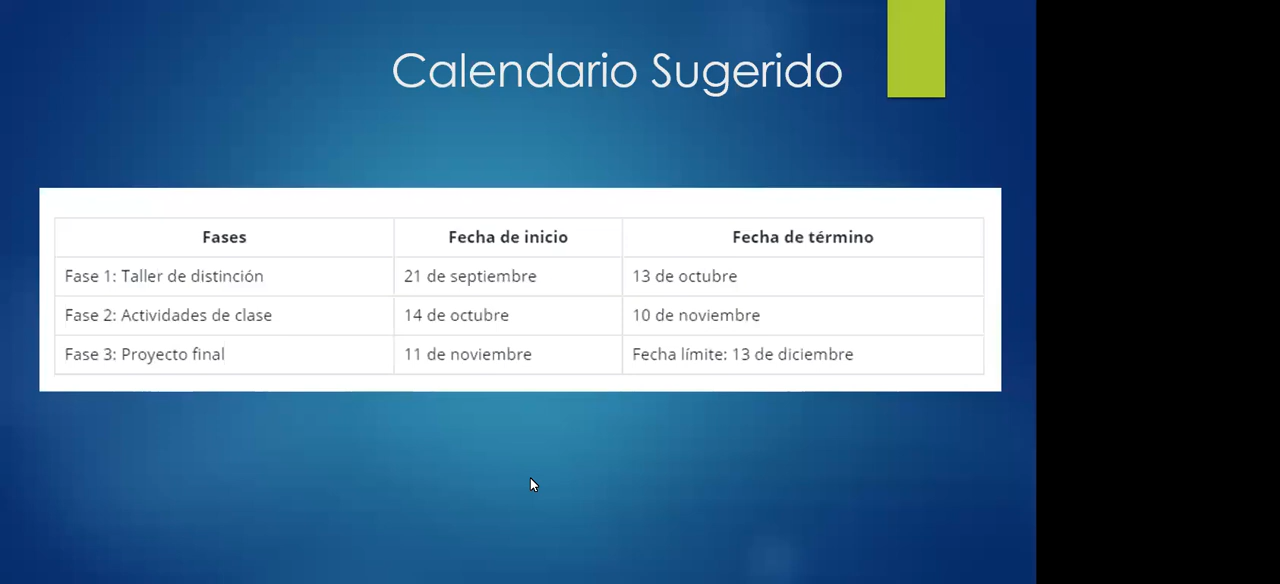 Calendario Sugerido
Fases Fecha de inicio Fecha de término
Fase 1: Taller de distinción 21 de septiembre 13 de octubre
Fase 2: Actividades de clase 14 de octubre 10 de noviembre
Fase 3: Proyecto final 11 de noviembre Fecha límite: 13 de diciembre